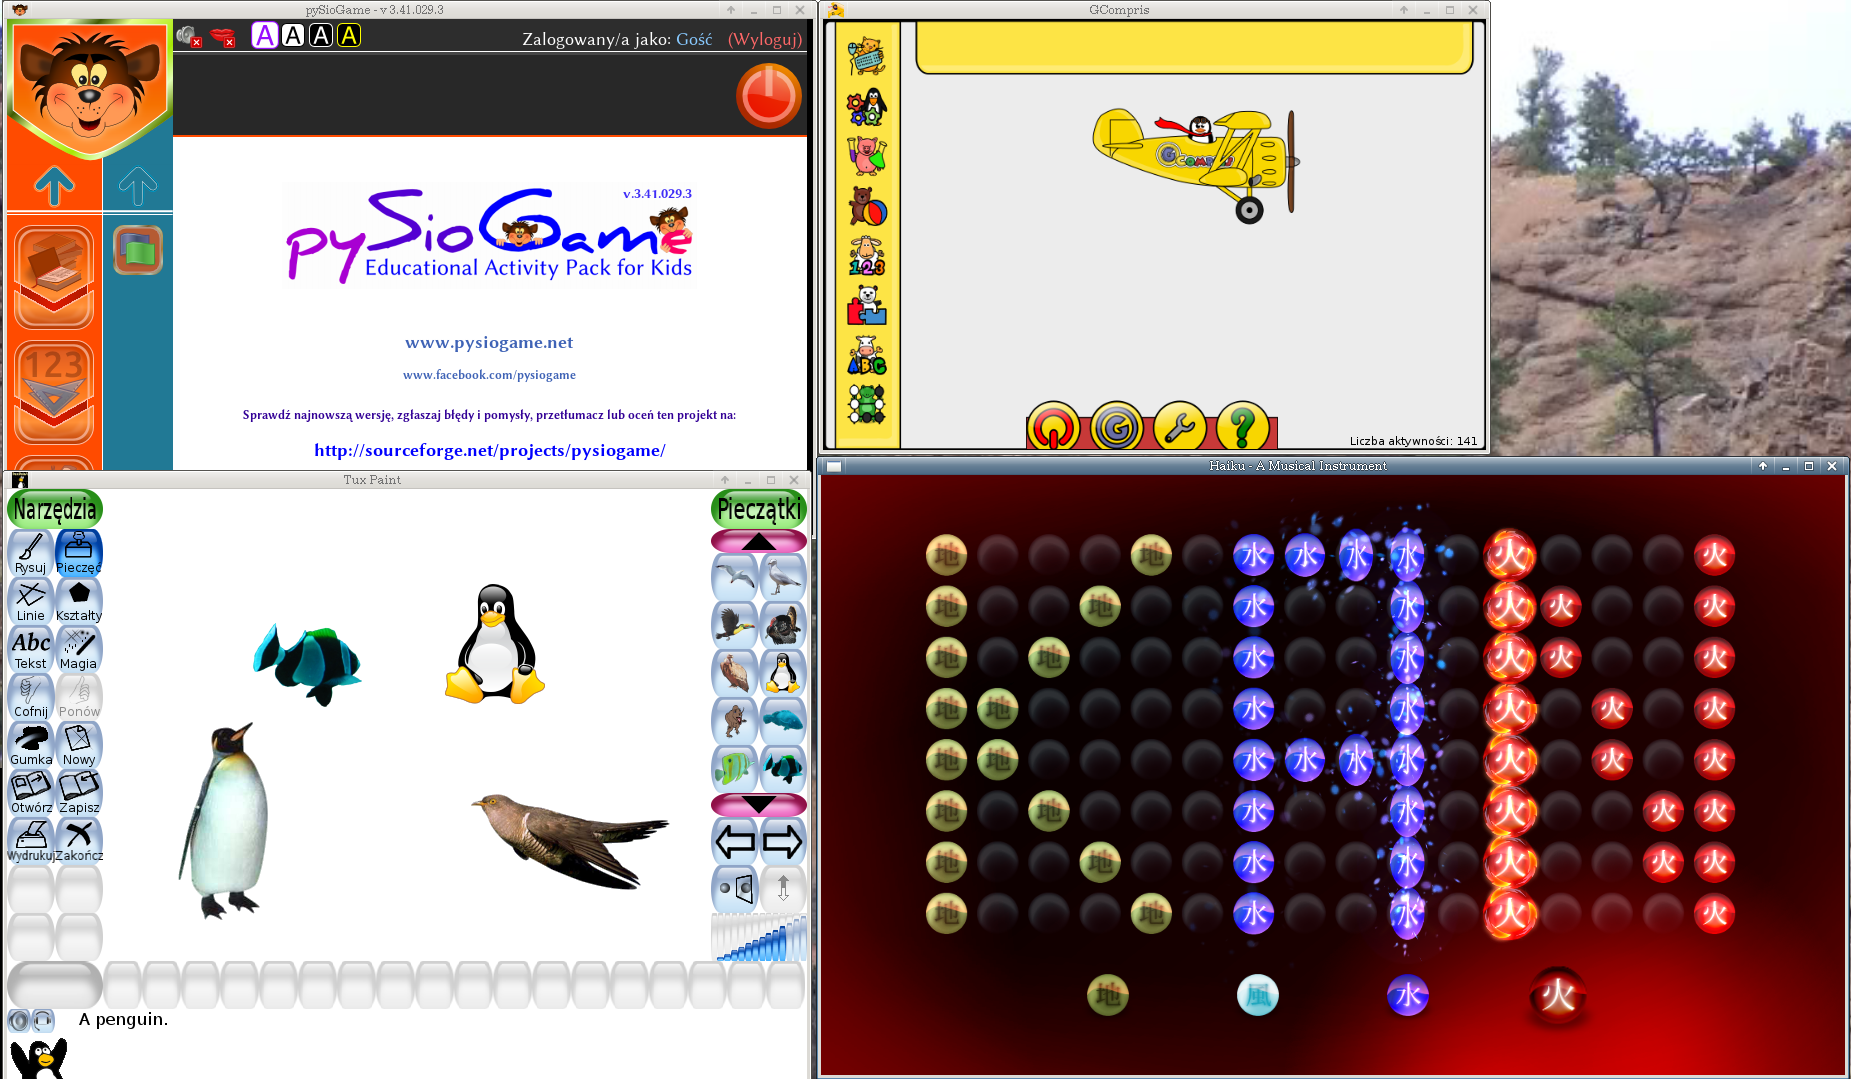 pySioGame - v 3.41.029.3
A A A A
Zalogowany/a jako: Gość (Wyloguj)
v.3.41.029.3
pySioGame
Educational Activity Pack for Kids
www.pysiogame.net
www.facebook.com/pysiogame
Sprawdź najnowszą wersję, zgłaszaj błędy i pomysły, przetłumacz lub oceń ten projekt na:
http://sourceforge.net/projects/pysiogame/
123
GCompris
GCOMPRIS
123
ABC
G ?
Liczba aktywności: 141
Tux Paint
Narzędzia
Pieczątki
Rysuj Pieczęć
Linie Kształty
Abc
Tekst Magia
Cofnij Ponów
Gumka Nowy
Otwórz Zapisz
Wydrukuj Zakończ
A penguin.
Haiku - A Musical Instrument
地 地 水 水 水 水 火 火
地 地 水 水 火 火 火
地 地 水 水 火 火 火
地 地 水 水 火 火 火
地 地 水 水 水 水 火 火 火
地 地 水 水 火 火 火
地 地 水 水 火 火 火
地 地 水 水 火 火
地 風 水 火